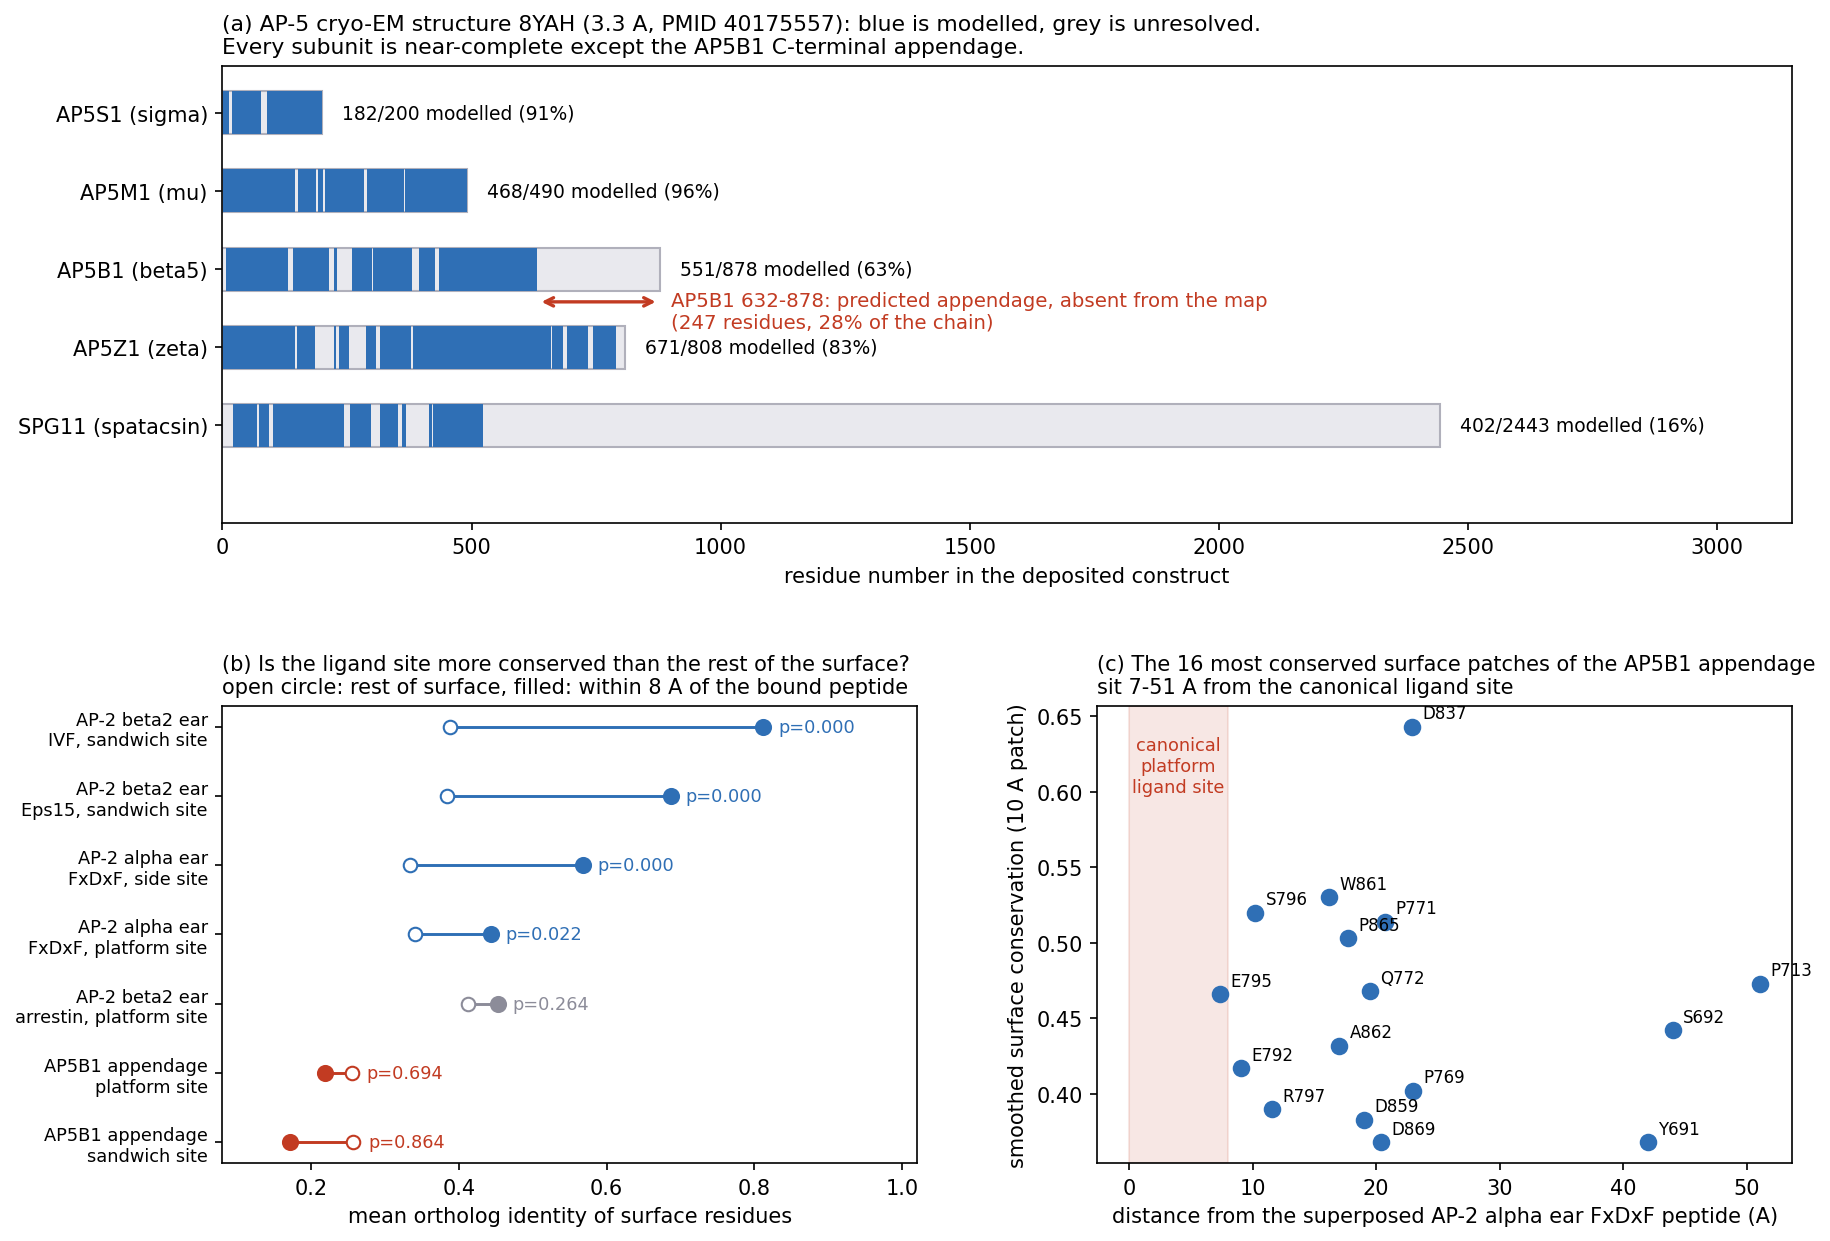 (a) AP-5 cryo-EM structure 8YAH (3.3 A, PMID 40175557): blue is modelled, grey is unresolved.
Every subunit is near-complete except the AP5B1 C-terminal appendage.
AP5S1 (sigma)
182/200 modelled (91%)
AP5M1 (mu)
468/490 modelled (96%)
AP5B1 (beta5)
551/878 modelled (63%)
AP5B1 632-878: predicted appendage, absent from the map
(247 residues, 28% of the chain)
AP5Z1 (zeta)
671/808 modelled (83%)
SPG11 (spatacsin)
402/2443 modelled (16%)
0 500 1000 1500 2000 2500 3000
residue number in the deposited construct
(b) Is the ligand site more conserved than the rest of the surface?
open circle: rest of surface, filled: within 8 A of the bound peptide
AP-2 beta2 ear
IVF, sandwich site
p=0.000
AP-2 beta2 ear
Eps15, sandwich site
p=0.000
AP-2 alpha ear
FxDxF, side site
p=0.000
AP-2 alpha ear
FxDxF, platform site
p=0.022
AP-2 beta2 ear
arrestin, platform site
p=0.264
AP5B1 appendage
platform site
p=0.694
AP5B1 appendage
sandwich site
p=0.864
0.2 0.4 0.6 0.8 1.0
mean ortholog identity of surface residues
(c) The 16 most conserved surface patches of the AP5B1 appendage
sit 7-51 A from the canonical ligand site
smoothed surface conservation (10 A patch)
0.65
0.60
0.55
0.50
0.45
0.40
canonical
platform
ligand site
D837
W861
S796
P771
P865
E795
Q772
P713
S692
A862
E792
P769
R797
D859
D869
Y691
0 10 20 30 40 50
distance from the superposed AP-2 alpha ear FxDxF peptide (A)